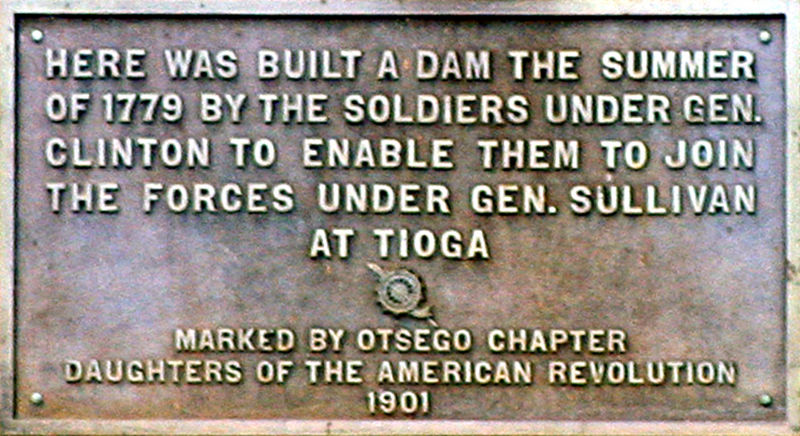 HERE WAS BUILT A DAM THE SUMMER
OF 1779 BY THE SOLDIERS UNDER GEN.
CLINTON TO ENABLE THEM TO JOIN
THE FORCES UNDER GEN. SULLIVAN
AT TIOGA
MARKED BY OTSEGO CHAPTER
DAUGHTERS OF THE AMERICAN REVOLUTION
1901